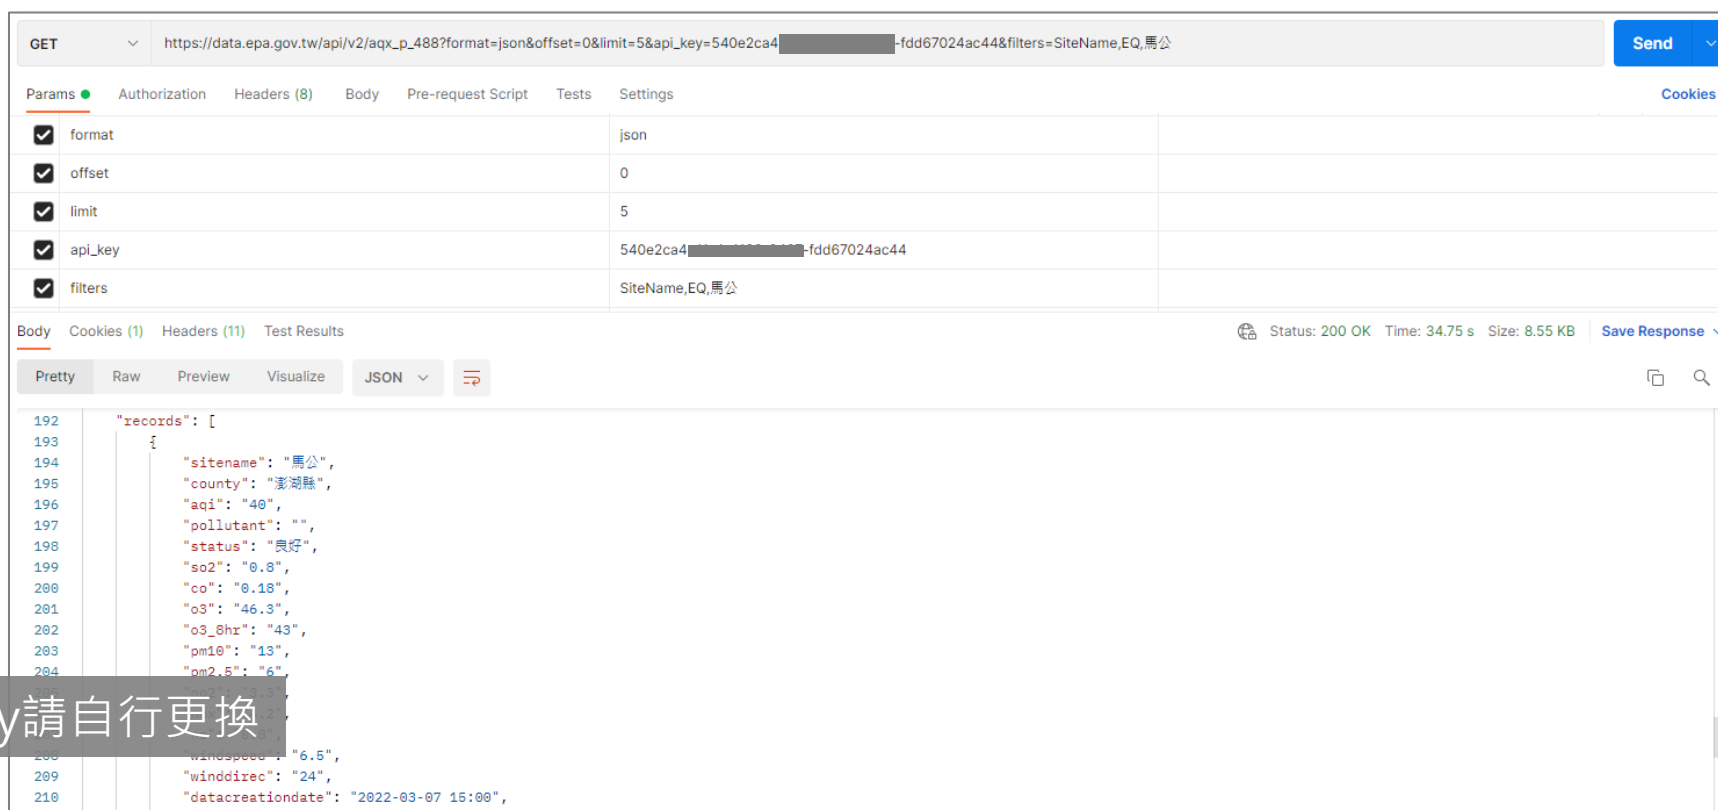 GET https://data.epa.gov.tw/api/v2/aqx_p_488?format=json&offset=0&limit=5&api_key=540e2ca4 -fdd67024ac44&filters=SiteName,EQ,馬公 Send
Params Authorization Headers (8) Body Pre-request Script Tests Settings Cookies
format json
offset 0
limit 5
api_key 540e2ca4 -fdd67024ac44
filters SiteName,EQ,馬公
Body Cookies (1) Headers (11) Test Results Status: 200 OK Time: 34.75 s Size: 8.55 KB Save Response
Pretty Raw Preview Visualize JSON
192 "records": [
193 {
194 "sitename": "馬公",
195 "county": "澎湖縣",
196 "aqi": "40",
197 "pollutant": "",
198 "status": "良好",
199 "so2": "0.8",
200 "co": "0.18",
201 "o3": "46.3",
202 "o3_8hr": "43",
203 "pm10": "13",
204 "pm2.5": "6",
y請自行更換
208 "windspeed": "6.5",
209 "winddirec": "24",
210 "datacreationdate": "2022-03-07 15:00",